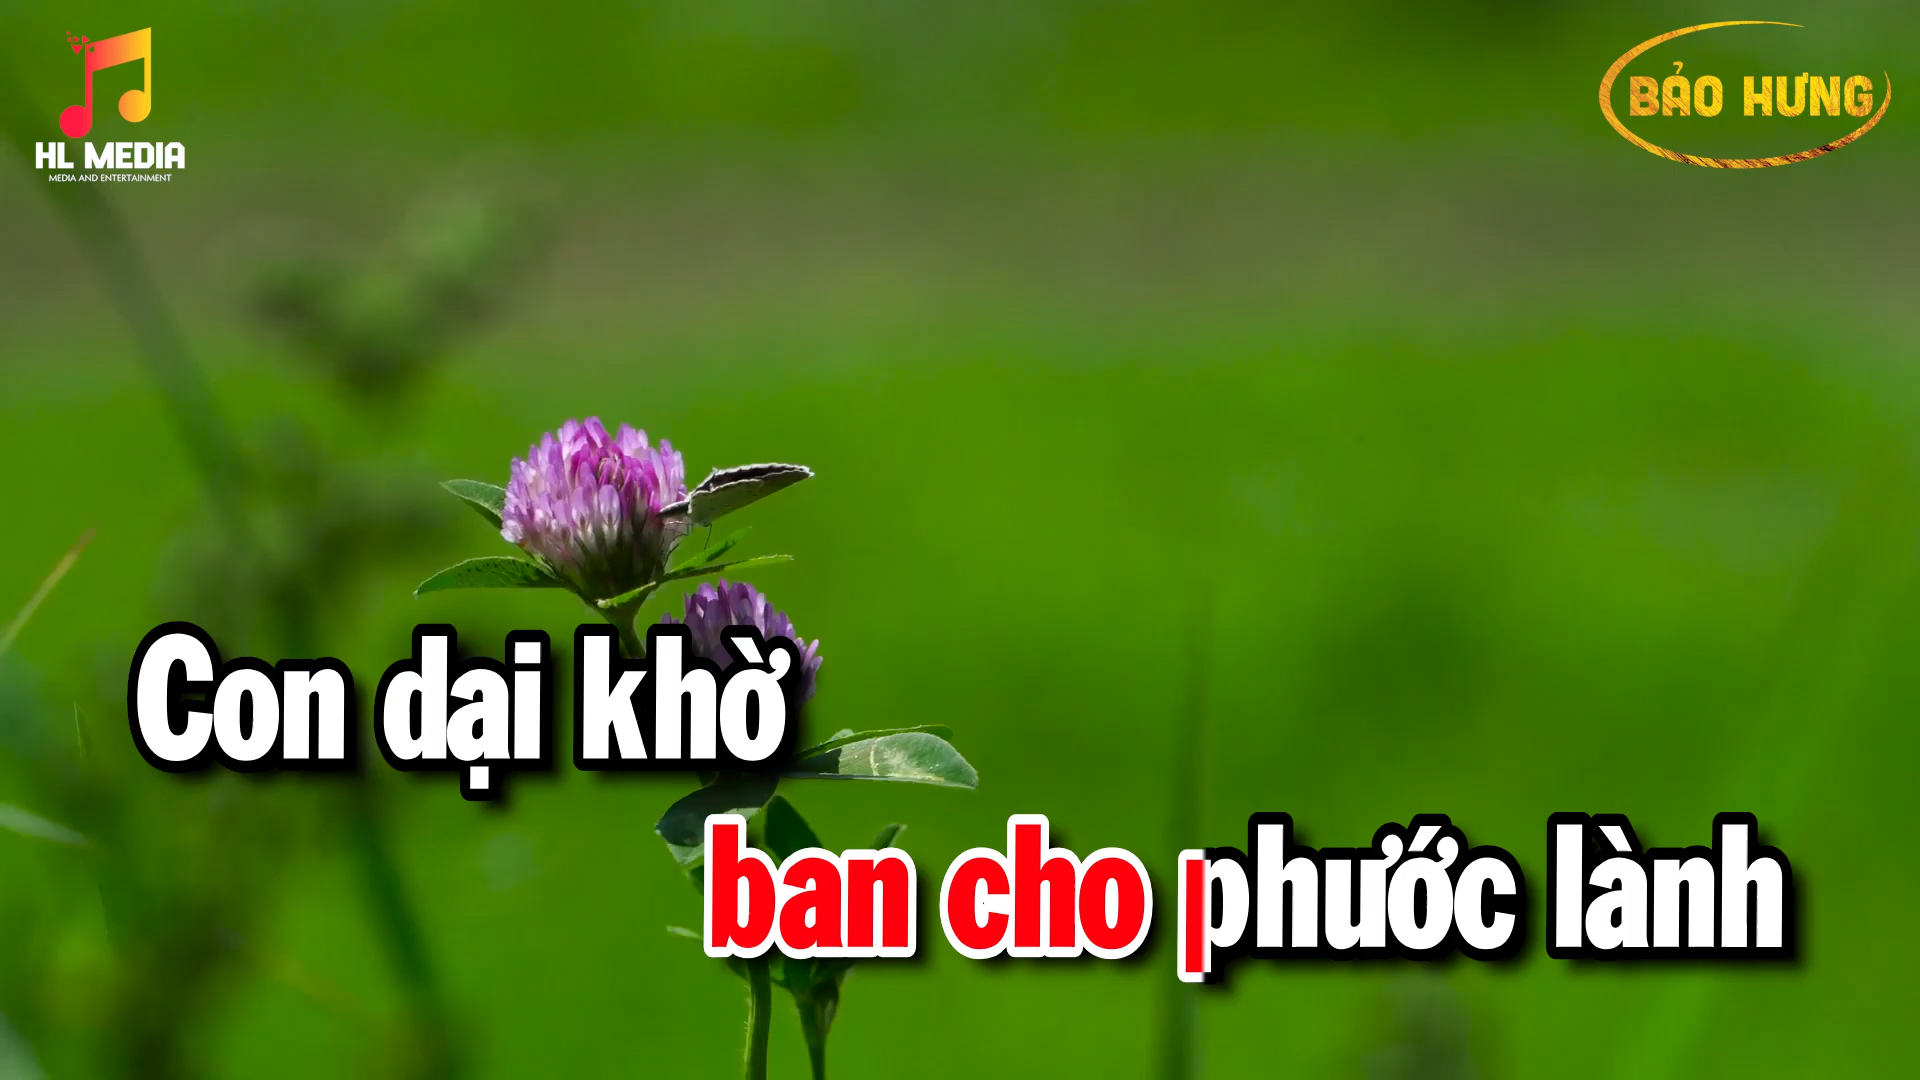 HL MEDIA
MEDIA AND ENTERTAINMENT
BẢO HƯNG
Con dại khờ
ban cho phước lành